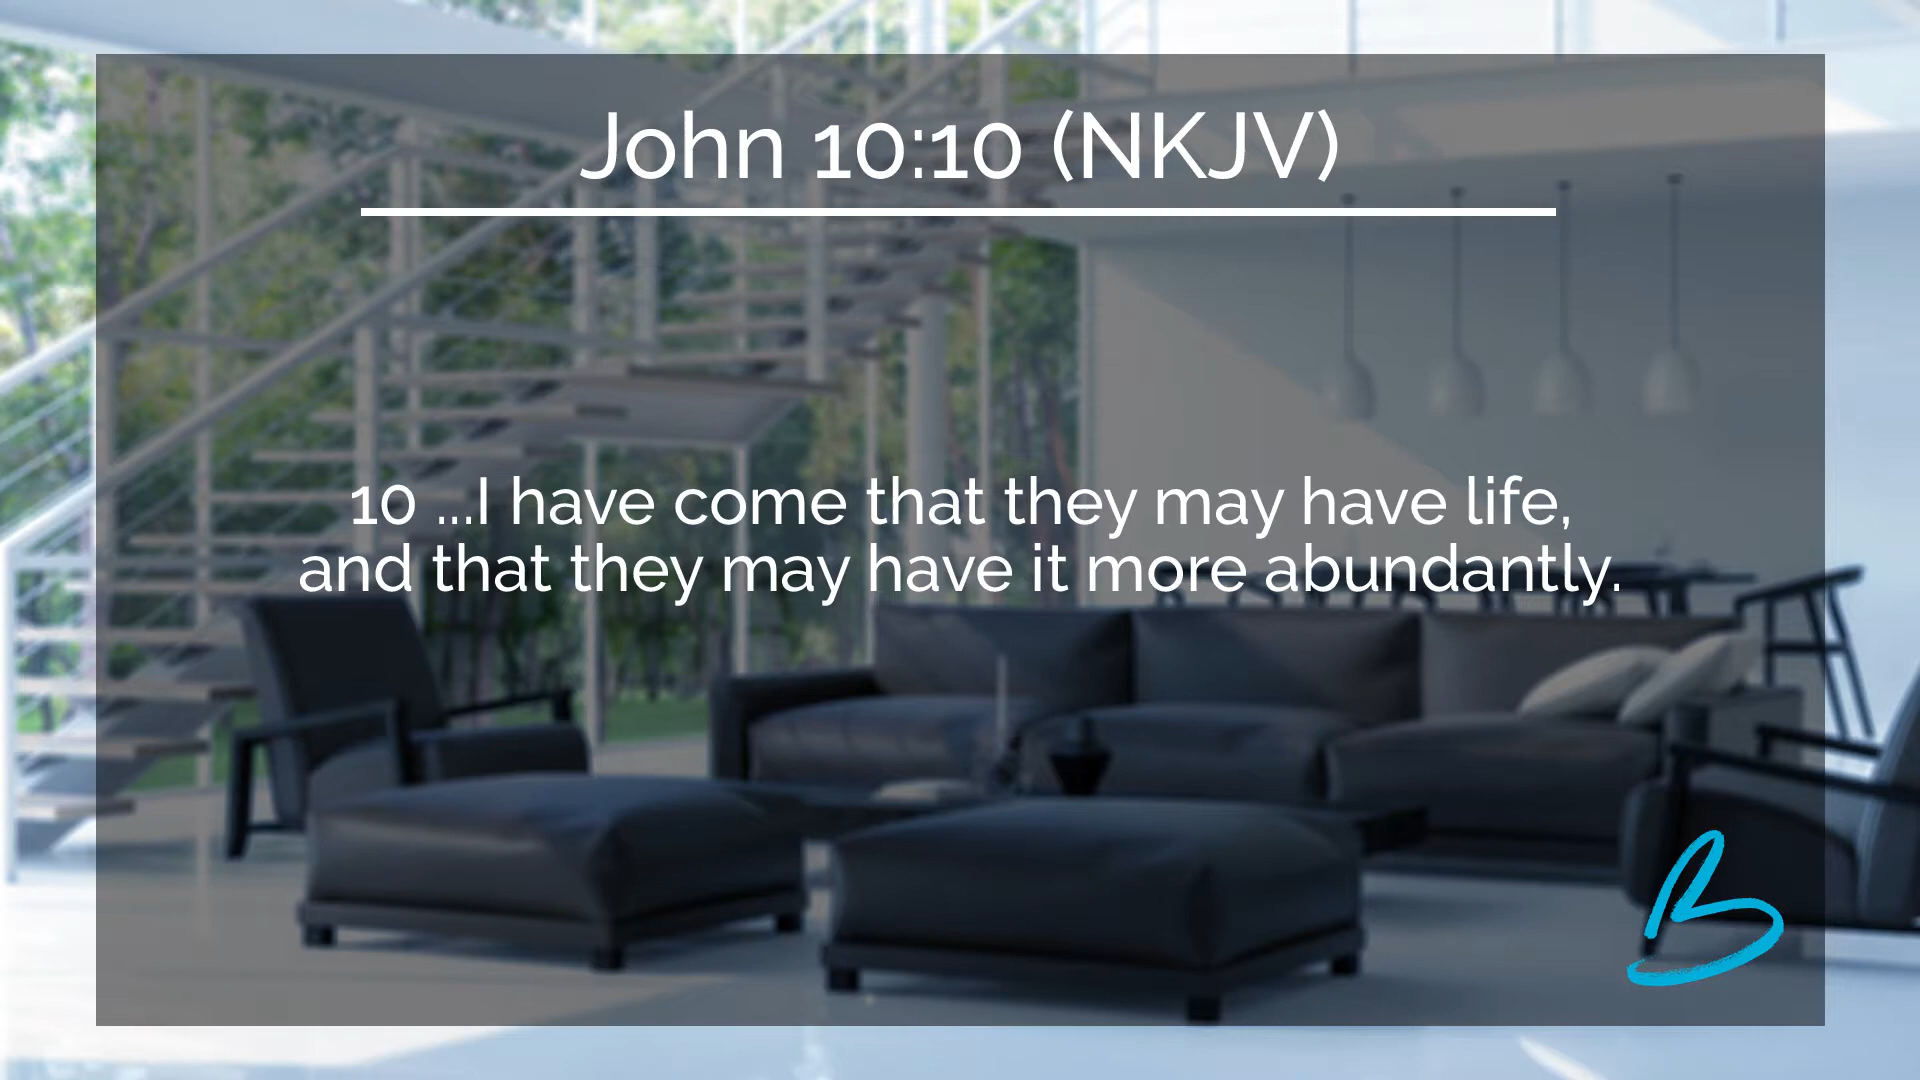 John 10:10 (NKJV)
10 ...I have come that they may have life,
and that they may have it more abundantly.
B